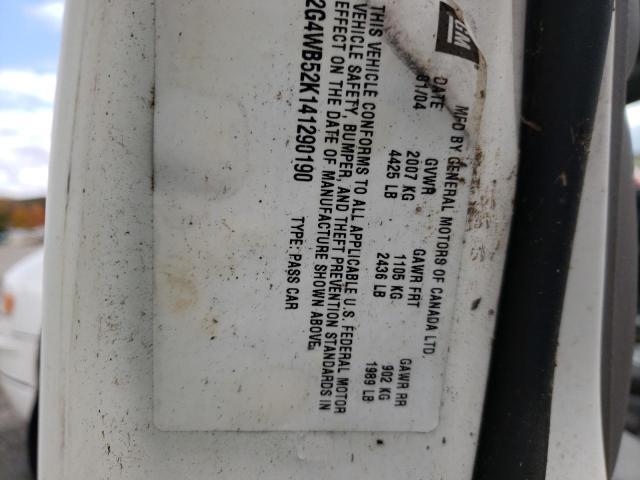 GM
MFD BY GENERAL MOTORS OF CANADA LTD.
DATE GVWR GAWR FRT GAWR RR
01/04 2007 KG 1105 KG 902 KG
4425 LB 2436 LB 1989 LB
THIS VEHICLE CONFORMS TO ALL APPLICABLE U.S. FEDERAL MOTOR
VEHICLE SAFETY, BUMPER, AND THEFT PREVENTION STANDARDS IN
EFFECT ON THE DATE OF MANUFACTURE SHOWN ABOVE.
2G4WB52K141290190 TYPE: PASS CAR